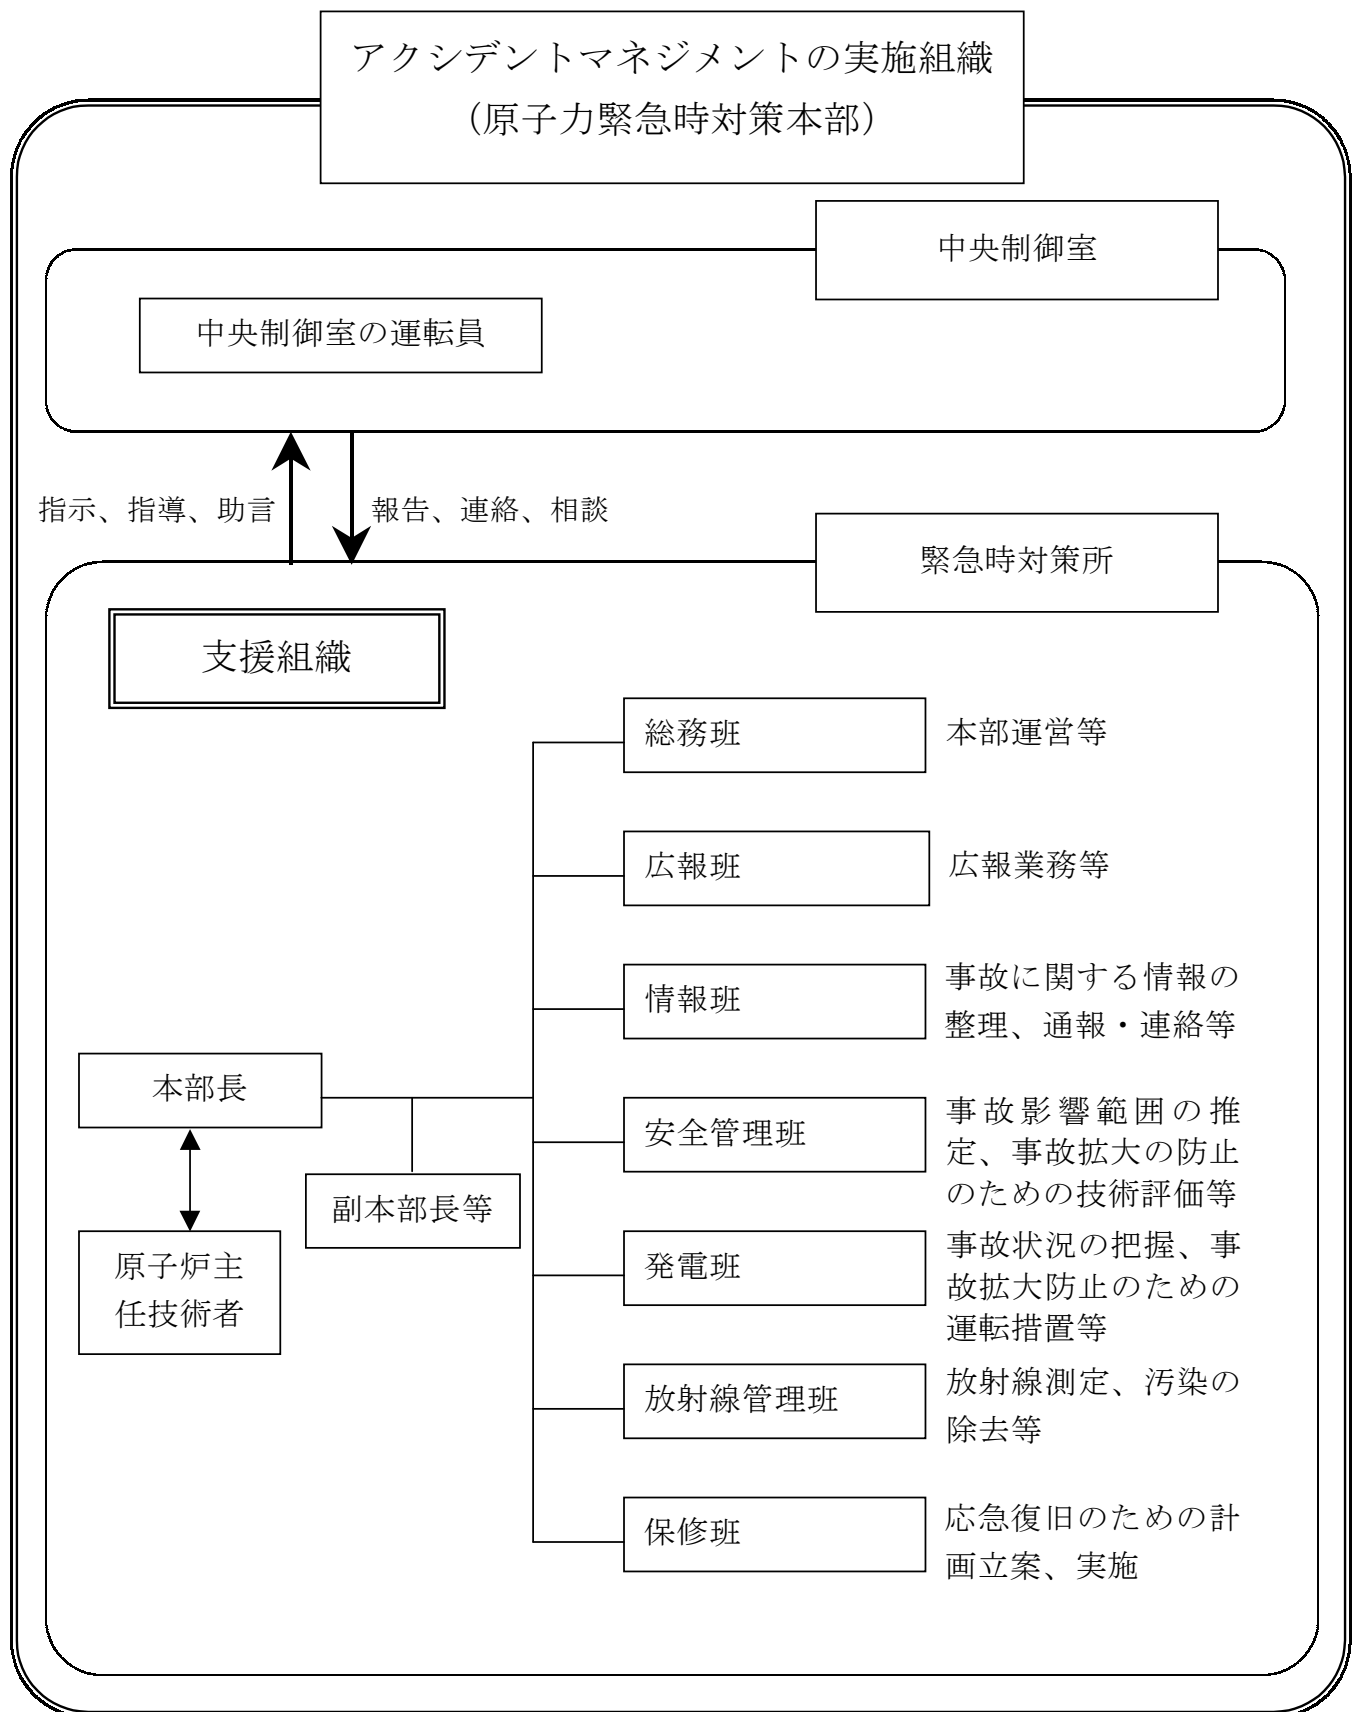 アクシデントマネジメントの実施組織
（原子力緊急時対策本部）
中央制御室
中央制御室の運転員
指示、指導、助言
報告、連絡、相談
緊急時対策所
支援組織
総務班
本部運営等
広報班
広報業務等
情報班
事故に関する情報の
整理、通報・連絡等
本部長
副本部長等
原子炉主
任技術者
安全管理班
事故影響範囲の推
定、事故拡大の防止
のための技術評価等
発電班
事故状況の把握、事
故拡大防止のための
運転措置等
放射線管理班
放射線測定、汚染の
除去等
保修班
応急復旧のための計
画立案、実施